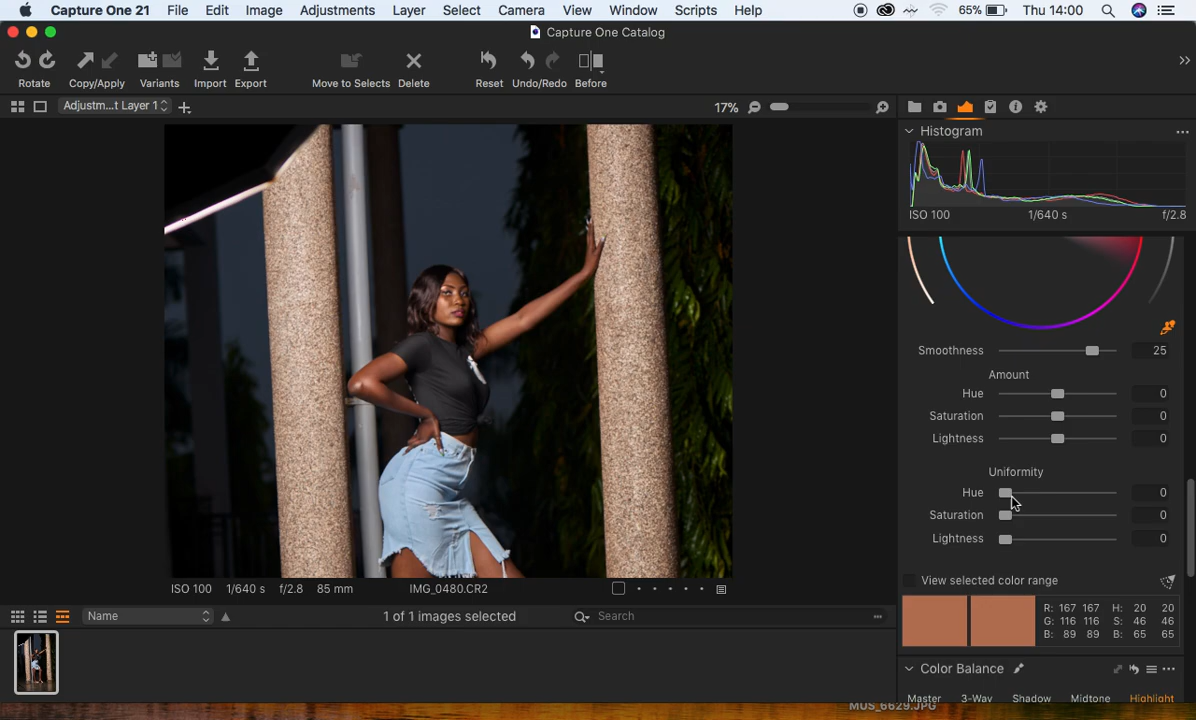 Capture One 21 File Edit Image Adjustments Layer Select Camera View Window Scripts Help 65% Thu 14:00
Capture One Catalog
Rotate Copy/Apply Variants Import Export Move to Selects Delete Reset Undo/Redo Before
Adjustm...t Layer 1 17%
Histogram
ISO 100 1/640 s f/2.8
Smoothness 25
Amount
Hue 0
Saturation 0
Lightness 0
Uniformity
Hue 0
Saturation 0
Lightness 0
View selected color range
R: 167 167 H: 20 20
G: 116 116 S: 46 46
B: 89 89 B: 65 65
Color Balance
Master 3-Way Shadow Midtone Highlight
ISO 100 1/640 s f/2.8 85 mm IMG_0480.CR2
Name 1 of 1 images selected Search
MUS_6629.JPG